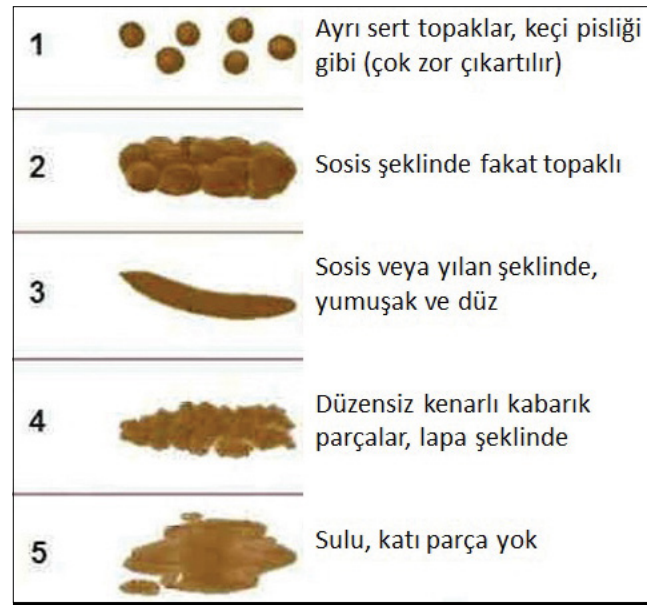 1
Ayrı sert topaklar, keçi pisliği
gibi (çok zor çıkartılır)
2
Sosis şeklinde fakat topaklı
3
Sosis veya yılan şeklinde,
yumuşak ve düz
4
Düzensiz kenarlı kabarık
parçalar, lapa şeklinde
5
Sulu, katı parça yok